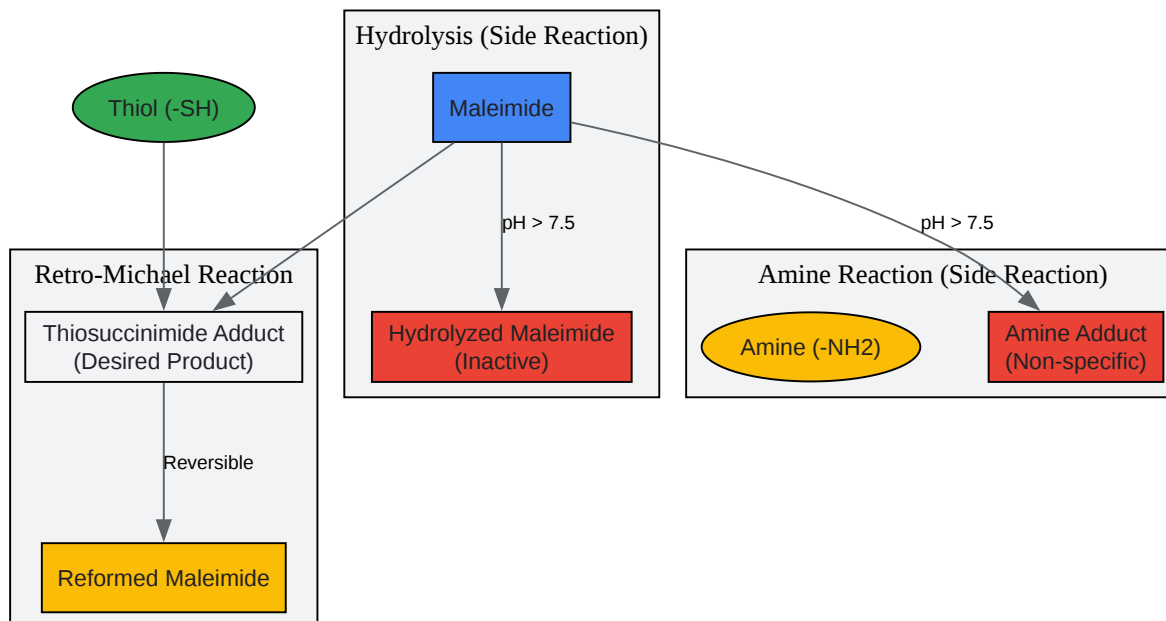 Hydrolysis (Side Reaction)
Thiol (-SH)
Maleimide
pH > 7.5
pH > 7.5
Retro-Michael Reaction
Amine Reaction (Side Reaction)
Thiosuccinimide Adduct
(Desired Product)
Hydrolyzed Maleimide
(Inactive)
Amine (-NH2)
Amine Adduct
(Non-specific)
Reversible
Reformed Maleimide